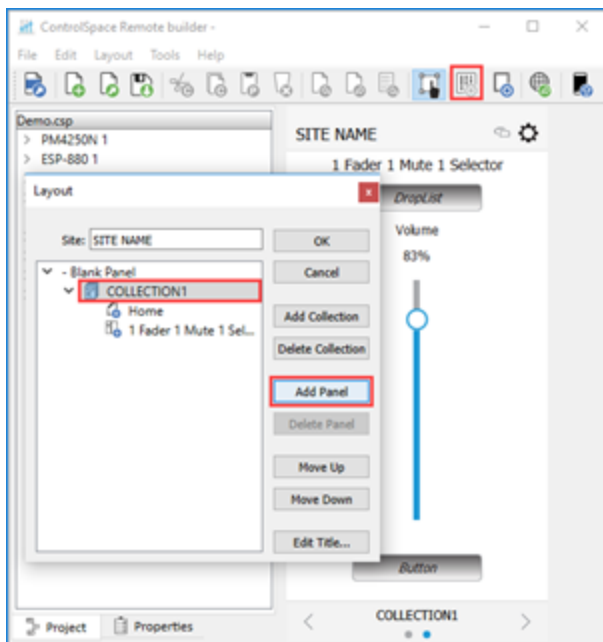 ControlSpace Remote builder -
File Edit Layout Tools Help
Demo.csp
PM4250N 1
ESP-880 1
SITE NAME
1 Fader 1 Mute 1 Selector
DropList
Volume
83%
Layout
Site: SITE NAME
OK
- Blank Panel
Cancel
COLLECTION1
Home
1 Fader 1 Mute 1 Sel...
Add Collection
Delete Collection
Add Panel
Delete Panel
Move Up
Move Down
Edit Title...
Button
COLLECTION1
Project Properties